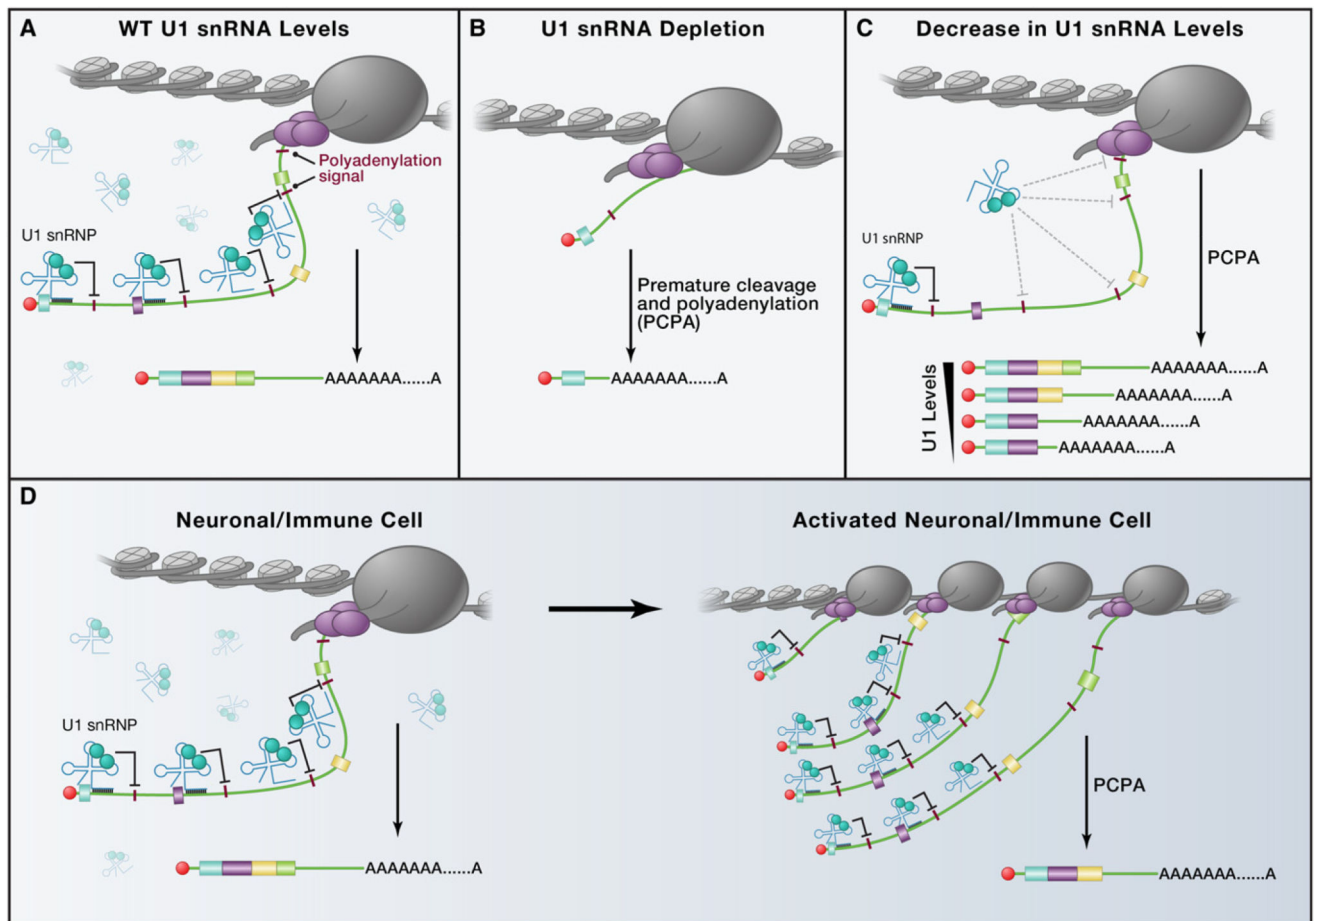 A
WT U1 snRNA Levels
Polyadenylation
signal
U1 snRNP
AAAAAAA......A
B
U1 snRNA Depletion
Premature cleavage
and polyadenylation
(PCPA)
AAAAAAA......A
C
Decrease in U1 snRNA Levels
U1 snRNP
PCPA
U1 Levels
AAAAAAA......A
AAAAAAA......A
AAAAAAA......A
AAAAAAA......A
D
Neuronal/Immune Cell
U1 snRNP
AAAAAAA......A
Activated Neuronal/Immune Cell
PCPA
AAAAAAA......A